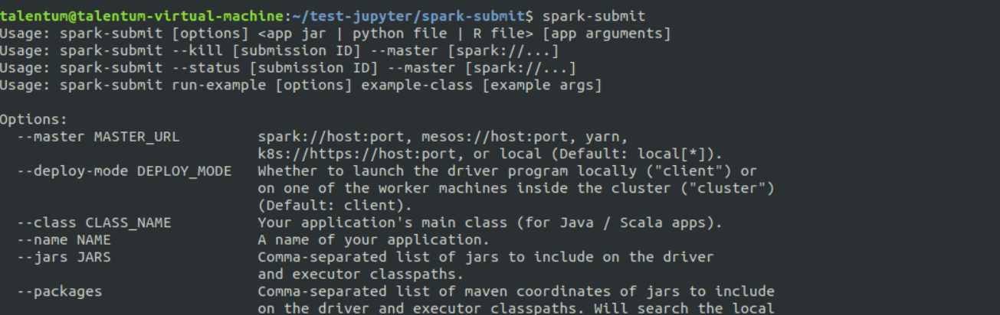 talentum@talentum-virtual-machine:~/test-jupyter/spark-submit$ spark-submit
Usage: spark-submit [options] <app jar | python file | R file> [app arguments]
Usage: spark-submit --kill [submission ID] --master [spark://...]
Usage: spark-submit --status [submission ID] --master [spark://...]
Usage: spark-submit run-example [options] example-class [example args]

Options:
  --master MASTER_URL         spark://host:port, mesos://host:port, yarn,
                              k8s://https://host:port, or local (Default: local[*]).
  --deploy-mode DEPLOY_MODE   Whether to launch the driver program locally ("client") or
                              on one of the worker machines inside the cluster ("cluster")
                              (Default: client).
  --class CLASS_NAME          Your application's main class (for Java / Scala apps).
  --name NAME                 A name of your application.
  --jars JARS                 Comma-separated list of jars to include on the driver
                              and executor classpaths.
  --packages                  Comma-separated list of maven coordinates of jars to include
                              on the driver and executor classpaths. Will search the local